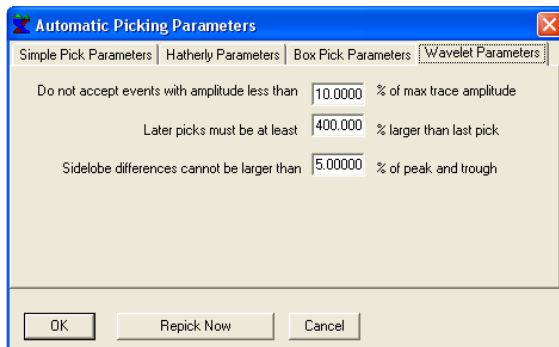 Automatic Picking Parameters
Simple Pick Parameters Hatherly Parameters Box Pick Parameters Wavelet Parameters
Do not accept events with amplitude less than 10.0000 % of max trace amplitude
Later picks must be at least 400.000 % larger than last pick
Sidelobe differences cannot be larger than 5.00000 % of peak and trough
OK Repick Now Cancel